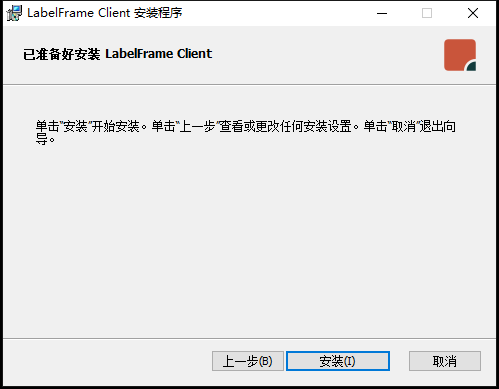 LabelFrame Client 安装程序
已准备好安装 LabelFrame Client
单击“安装”开始安装。单击“上一步”查看或更改任何安装设置。单击“取消”退出向
导。
上一步(B) 安装(I) 取消